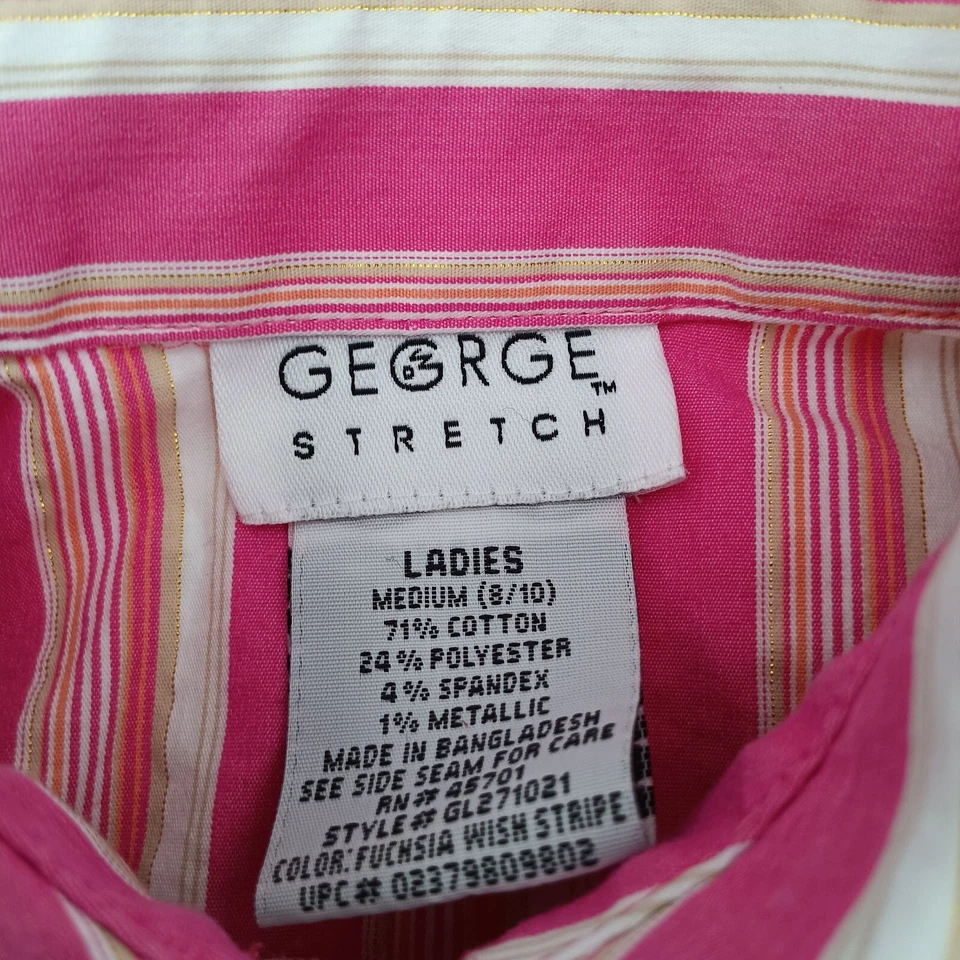 GEORGE™
STRETCH
LADIES
MEDIUM (8/10)
71% COTTON
24% POLYESTER
4% SPANDEX
1% METALLIC
MADE IN BANGLADESH
SEE SIDE SEAM FOR CARE
RN# 45701
STYLE# GL271021
COLOR: FUCHSIA WISH STRIPE
UPC# 02379809802